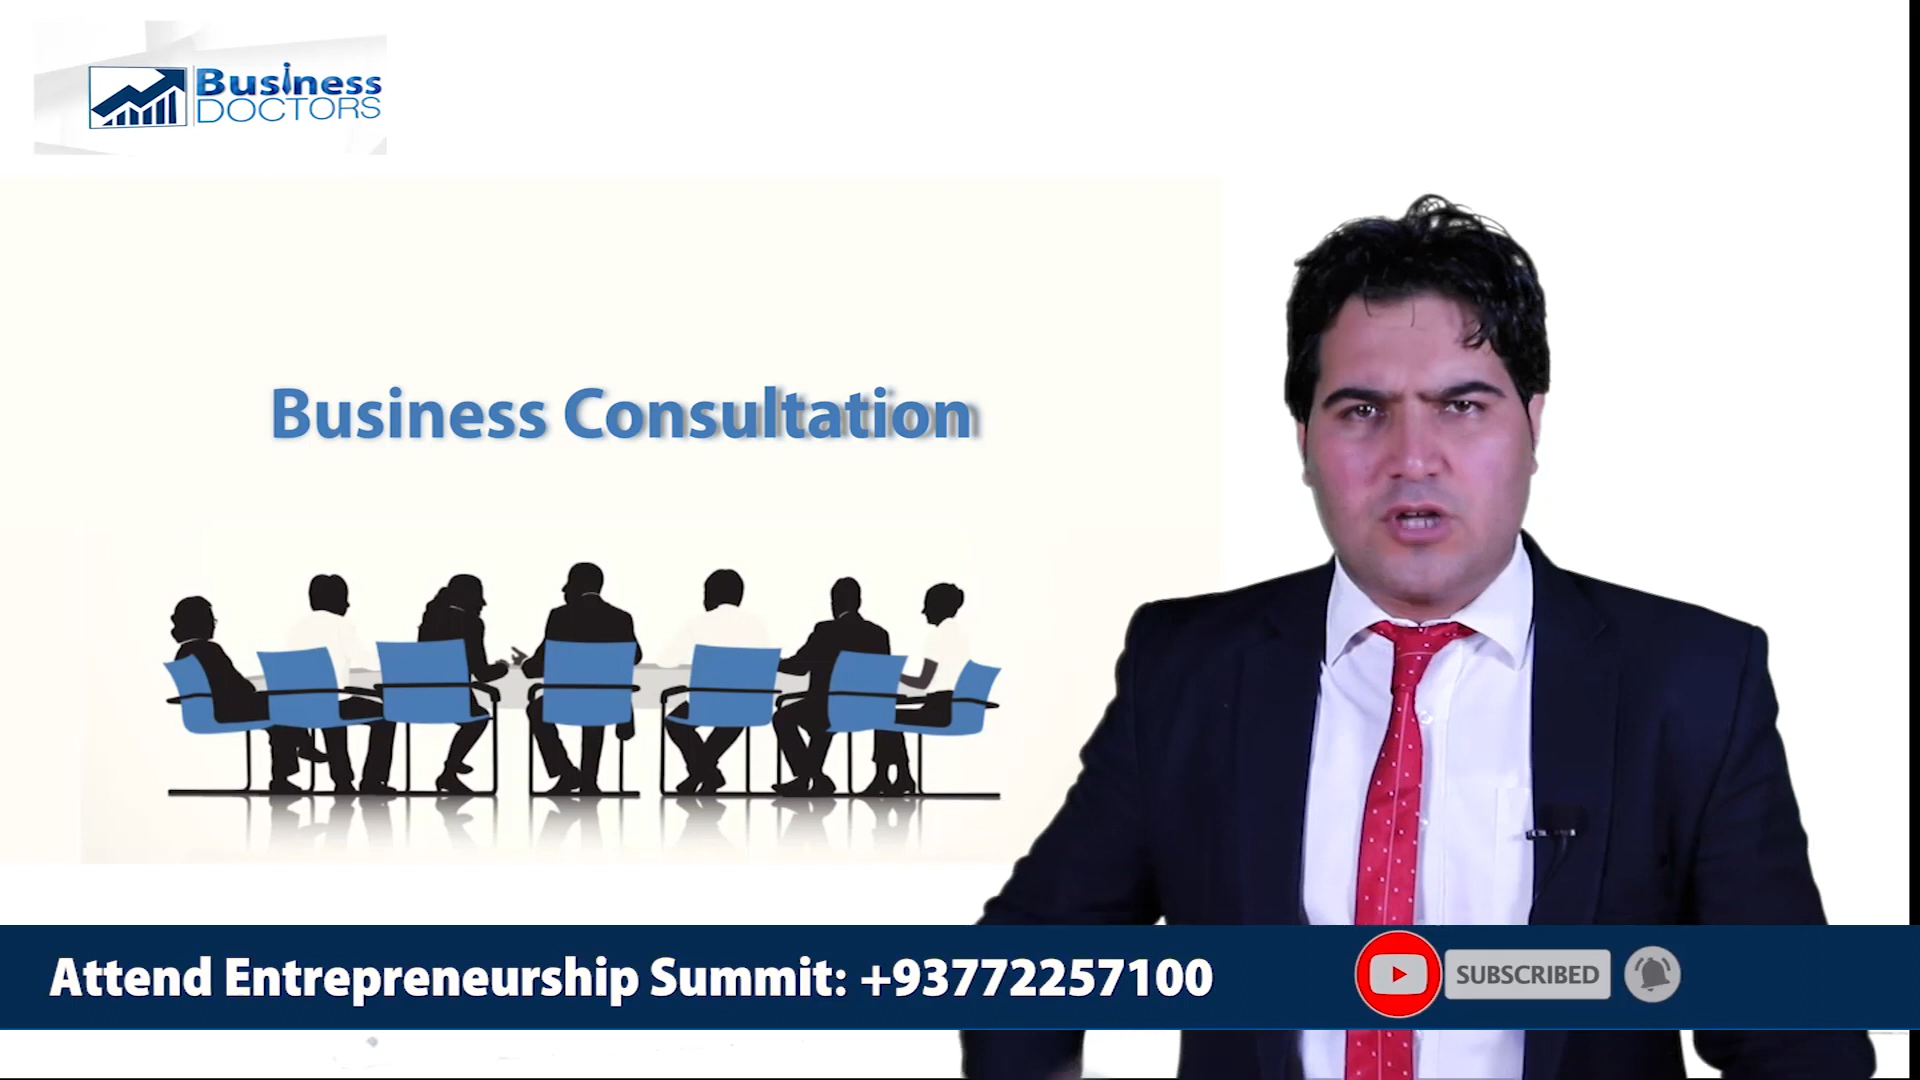 Business
DOCTORS
Business Consultation
Attend Entrepreneurship Summit: +93772257100
SUBSCRIBED